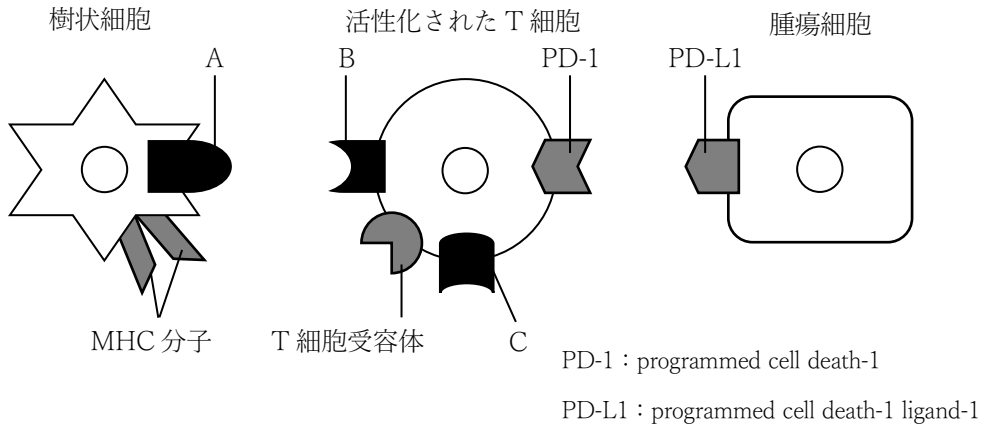 樹状細胞
活性化された T 細胞
腫瘍細胞
A
B
PD-1
PD-L1
MHC 分子
T 細胞受容体
C
PD-1：programmed cell death-1
PD-L1：programmed cell death-1 ligand-1